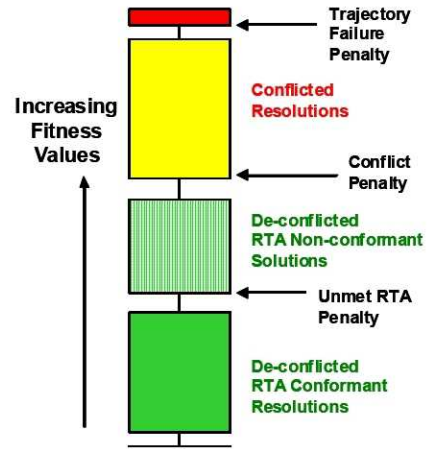 Trajectory
Failure
Penalty
Increasing
Fitness
Values
Conflicted
Resolutions
Conflict
Penalty
De-conflicted
RTA Non-conformant
Solutions
Unmet RTA
Penalty
De-conflicted
RTA Conformant
Resolutions